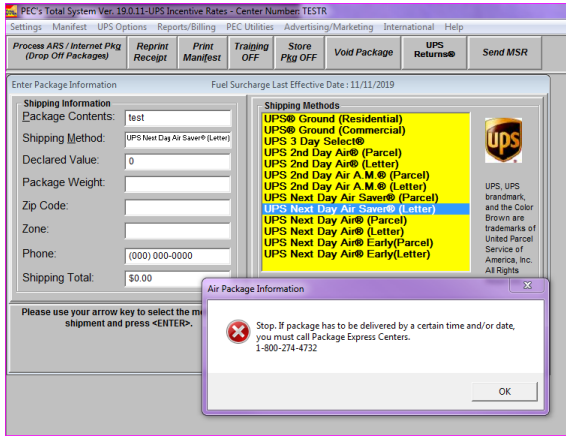 PEC's Total System Ver. 19.0.11-UPS Incentive Rates - Center Number: TESTR
Settings Manifest UPS Options Reports/Billing PEC Utilities Advertising/Marketing International Help
Process ARS / Internet Pkg
(Drop Off Packages)
Reprint
Receipt
Print
Manifest
Training
OFF
Store
Pkg OFF
Void Package
UPS
Returns®
Send MSR
Enter Package Information
Fuel Surcharge Last Effective Date : 11/11/2019
Shipping Information
Package Contents: test
Shipping Method: UPS Next Day Air Saver® (Letter)
Declared Value: 0
Package Weight:
Zip Code:
Zone:
Phone: (000) 000-0000
Shipping Total: $0.00
Shipping Methods
UPS® Ground (Residential)
UPS® Ground (Commercial)
UPS 3 Day Select®
UPS 2nd Day Air® (Parcel)
UPS 2nd Day Air® (Letter)
UPS 2nd Day Air A.M.® (Parcel)
UPS 2nd Day Air A.M.® (Letter)
UPS Next Day Air Saver® (Parcel)
UPS Next Day Air Saver® (Letter)
UPS Next Day Air® (Parcel)
UPS Next Day Air® (Letter)
UPS Next Day Air® Early(Parcel)
UPS Next Day Air® Early(Letter)
ups
UPS, UPS
brandmark,
and the Color
Brown are
trademarks of
United Parcel
Service of
America, Inc.
All Rights
Please use your arrow key to select the
shipment and press <ENTER>.
Air Package Information
Stop. If package has to be delivered by a certain time and/or date,
you must call Package Express Centers.
1-800-274-4732
OK